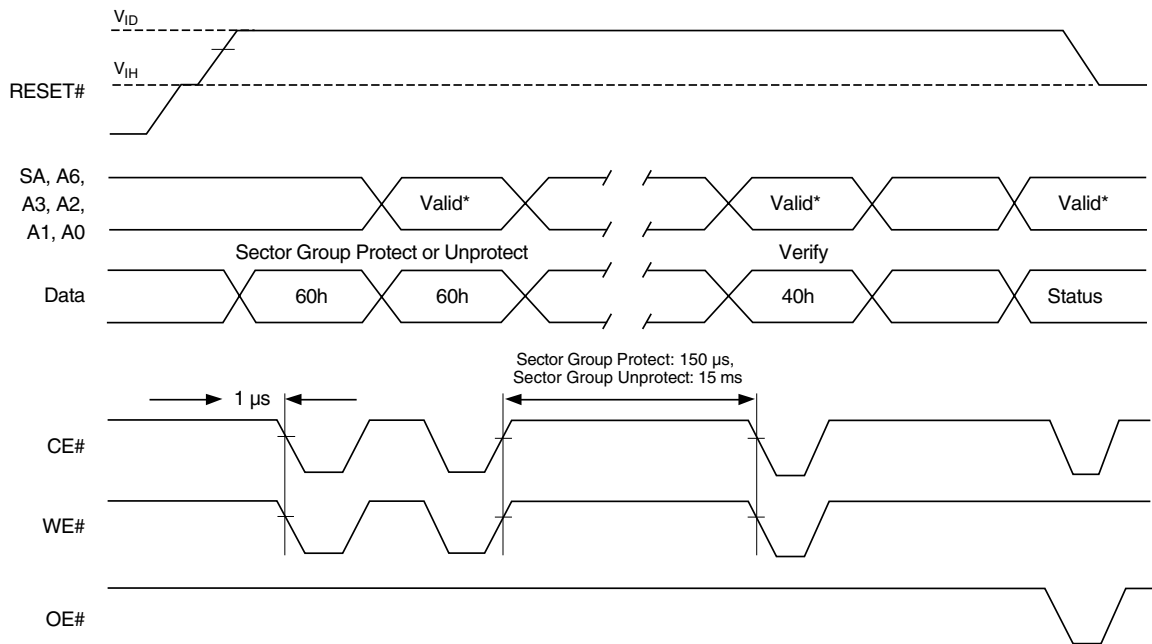 VID
VIH
RESET#
SA, A6,
A3, A2,
A1, A0
Valid*
Valid*
Valid*
Sector Group Protect or Unprotect
Verify
Data
60h
60h
40h
Status
Sector Group Protect: 150 µs,
Sector Group Unprotect: 15 ms
1 µs
CE#
WE#
OE#